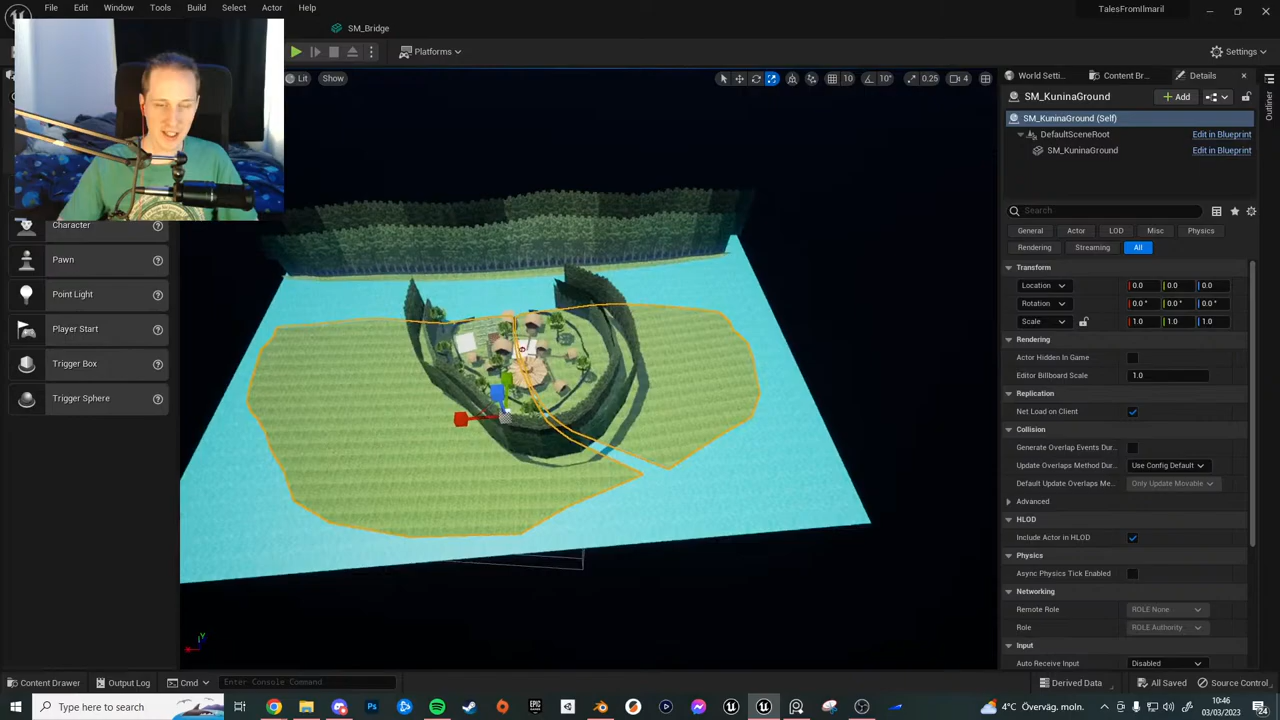 File Edit Window Tools Build Select Actor Help
TalesFromIlmaril
SM_Bridge
Platforms
Settings
Lit Show
10 10° 0.25 4
World Setti... Content Br... Details
SM_KuninaGround
Add
SM_KuninaGround (Self)
DefaultSceneRoot Edit in Blueprint
SM_KuninaGround Edit in Blueprint
Search
General Actor LOD Misc Physics
Rendering Streaming All
Transform
Location 0.0 0.0 0.0
Rotation 0.0° 0.0° 0.0°
Scale 1.0 1.0 1.0
Rendering
Actor Hidden In Game
Editor Billboard Scale 1.0
Replication
Net Load on Client
Collision
Generate Overlap Events Dur...
Update Overlaps Method Dur... Use Config Default
Default Update Overlaps Me... Only Update Movable
Advanced
HLOD
Include Actor in HLOD
Physics
Async Physics Tick Enabled
Networking
Remote Role ROLE None
Role ROLE Authority
Input
Auto Receive Input Disabled
Outliner
Character
Pawn
Point Light
Player Start
Trigger Box
Trigger Sphere
Y
Content Drawer Output Log Cmd Enter Console Command
Derived Data All Saved Source Control
Type here to search
4°C Overväg. moln.
10:46
03/03/2023